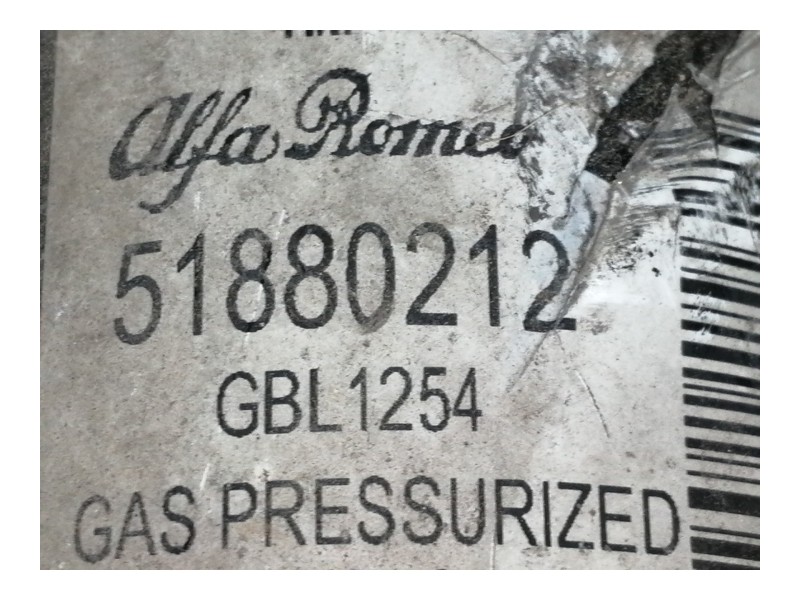 Alfa Romeo
51880212
GBL1254
GAS PRESSURIZED